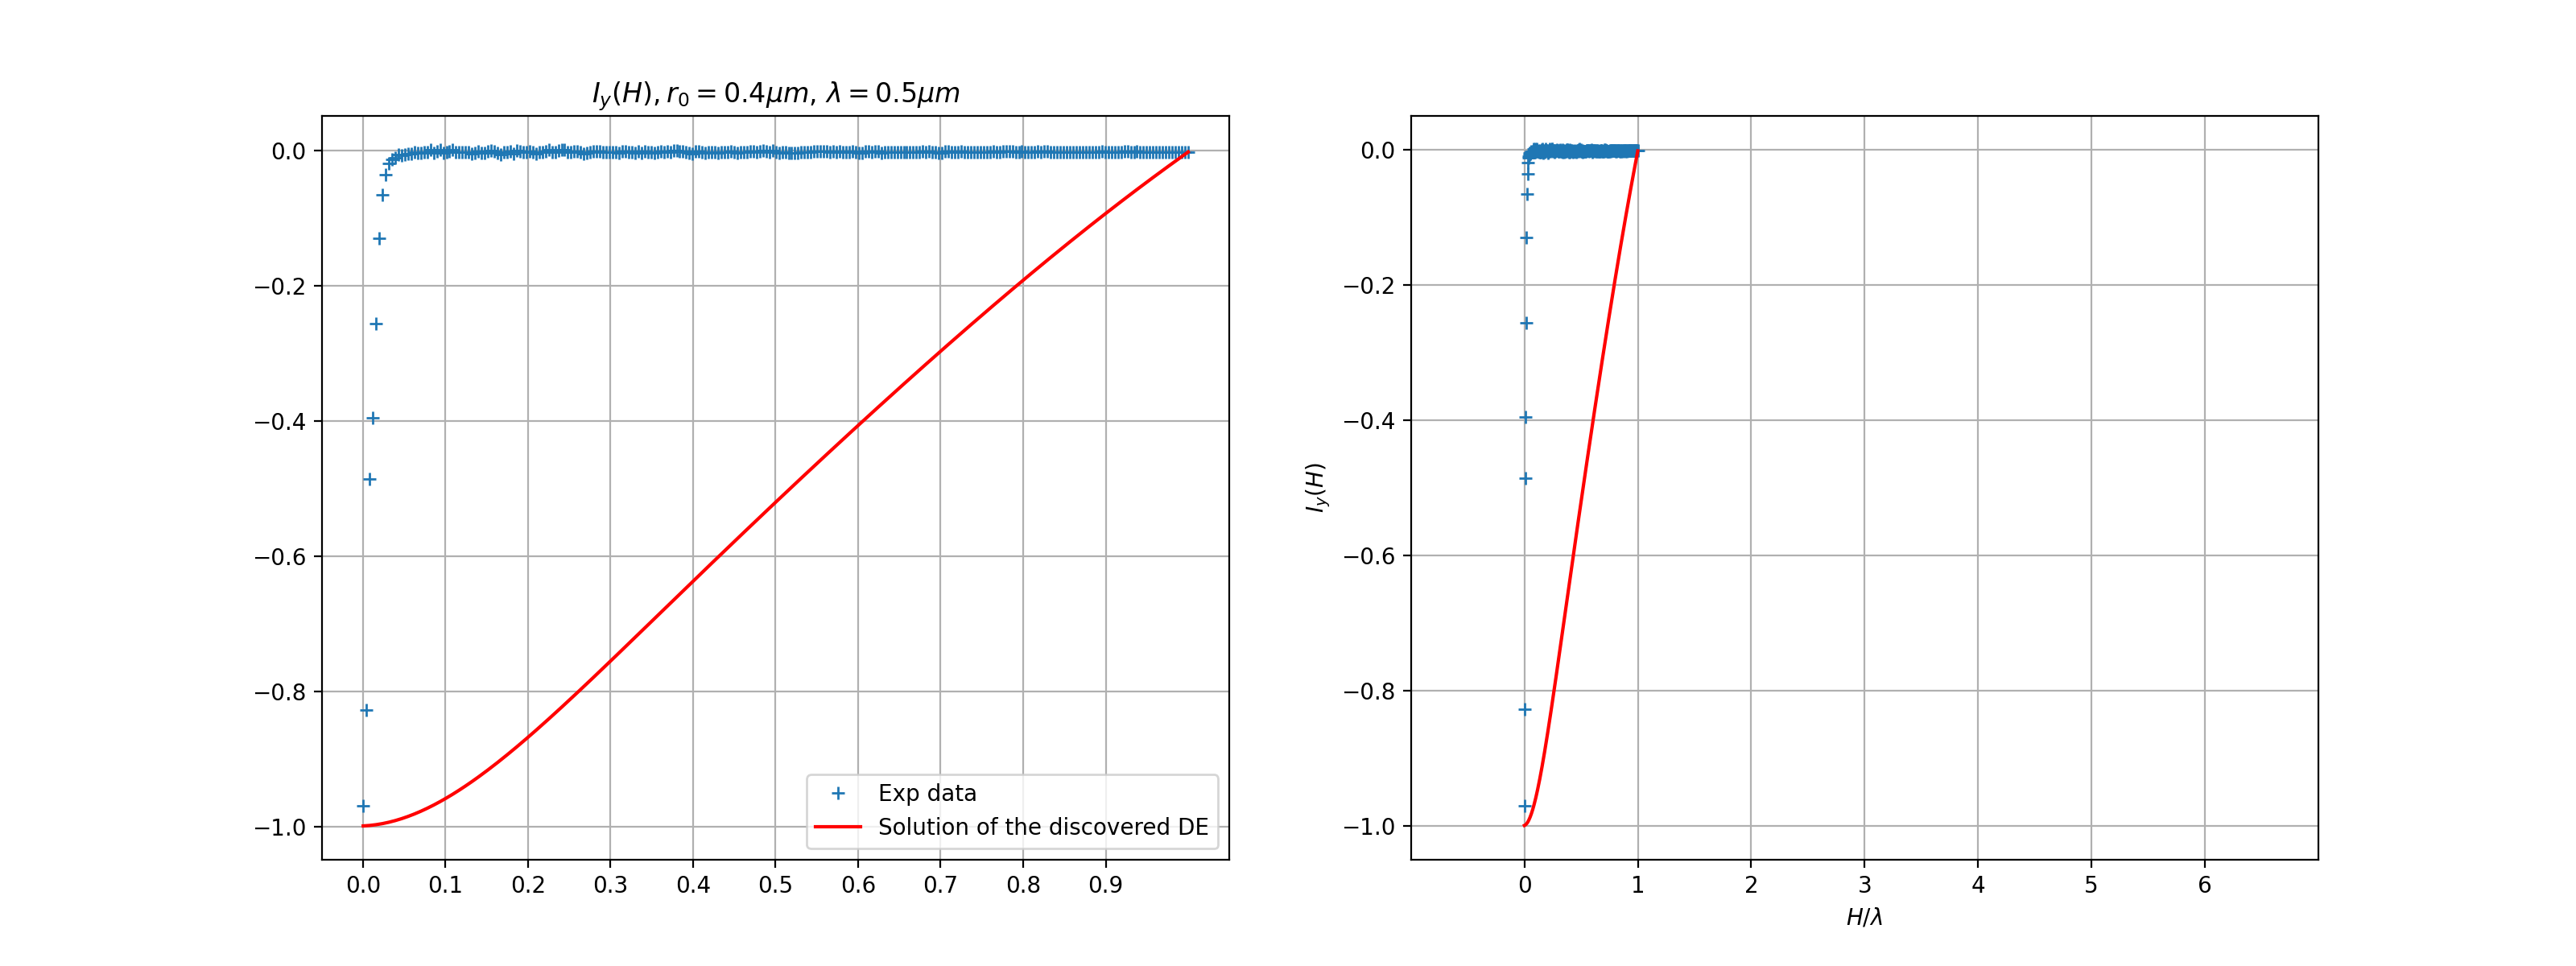 I_y(H), r_0 = 0.4μm, λ = 0.5μm
0.0
−0.2
−0.4
−0.6
−0.8
−1.0
0.0 0.1 0.2 0.3 0.4 0.5 0.6 0.7 0.8 0.9
Exp data
Solution of the discovered DE
I_y(H)
0.0
−0.2
−0.4
−0.6
−0.8
−1.0
0 1 2 3 4 5 6
H/λ